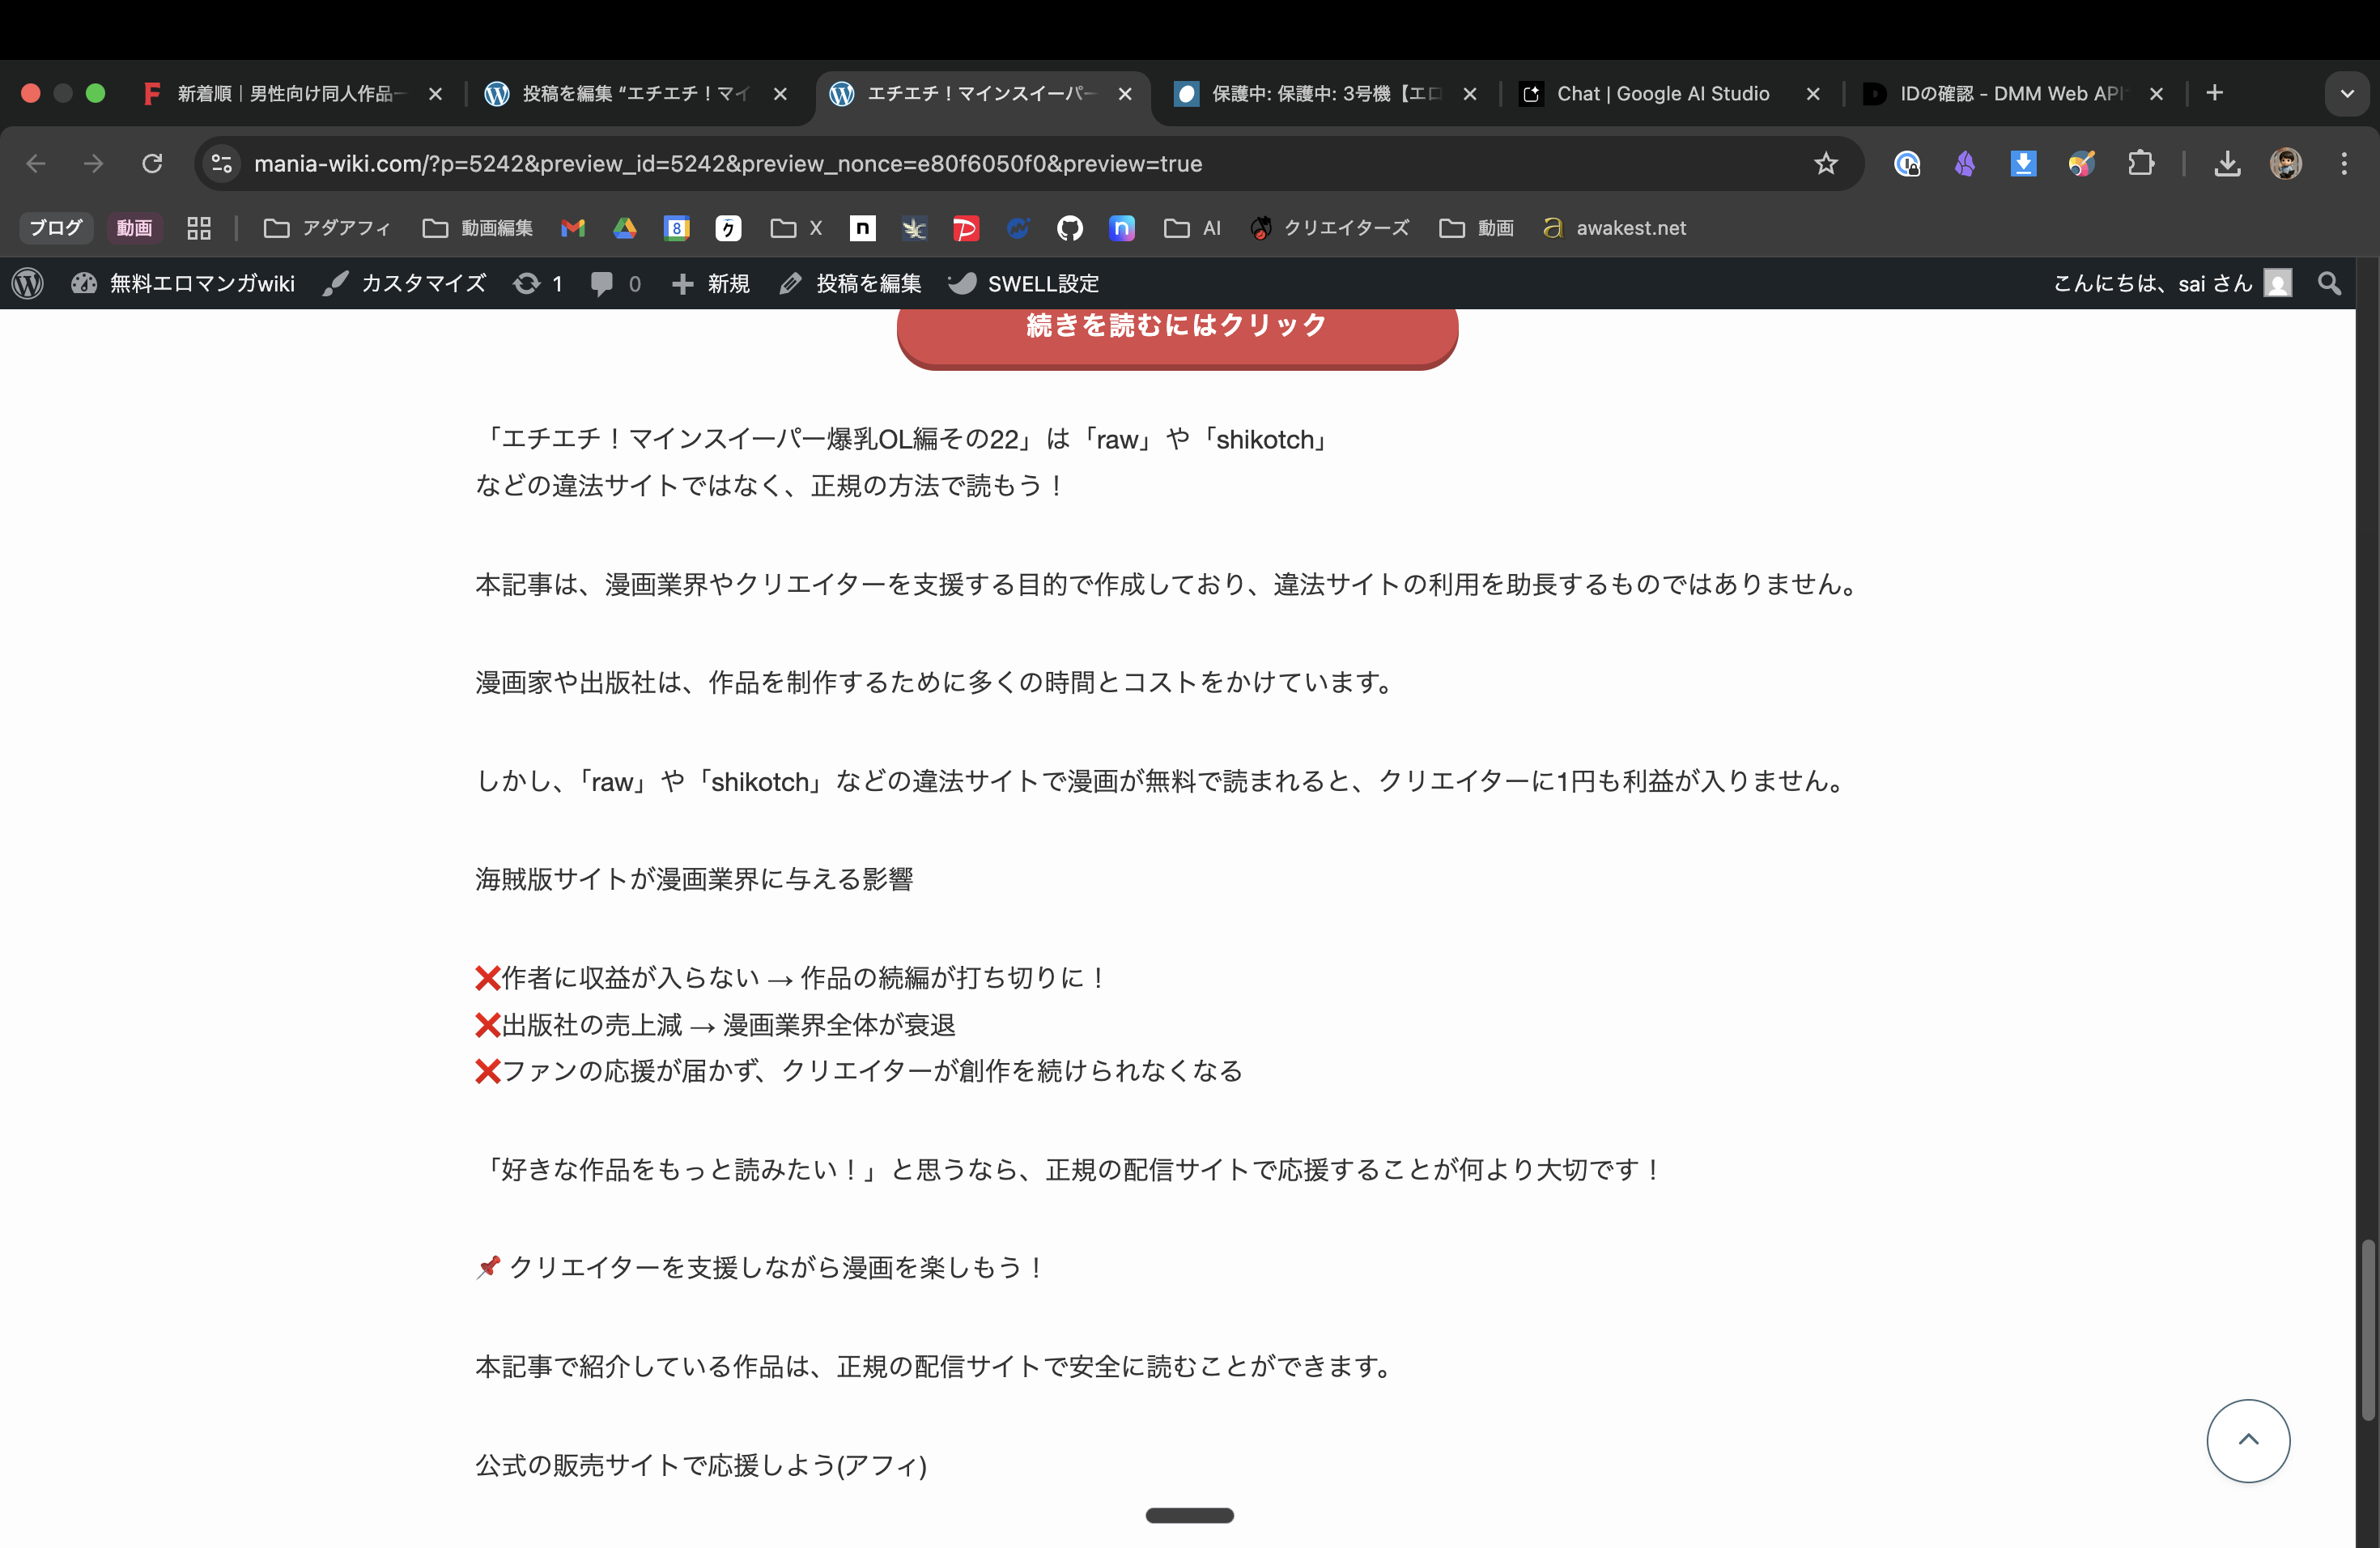 新着順｜男性向け同人作品一
投稿を編集 “エチエチ！マイ
エチエチ！マインスイーパー
保護中: 保護中: 3号機【エロ
Chat | Google AI Studio
IDの確認 - DMM Web API
mania-wiki.com/?p=5242&preview_id=5242&preview_nonce=e80f6050f0&preview=true
ブログ
動画
アダアフィ
動画編集
X
AI
クリエイターズ
動画
awakest.net
無料エロマンガwiki
カスタマイズ
1
0
新規
投稿を編集
SWELL設定
こんにちは、sai さん
続きを読むにはクリック
「エチエチ！マインスイーパー爆乳OL編その22」は「raw」や「shikotch」
などの違法サイトではなく、正規の方法で読もう！
本記事は、漫画業界やクリエイターを支援する目的で作成しており、違法サイトの利用を助長するものではありません。
漫画家や出版社は、作品を制作するために多くの時間とコストをかけています。
しかし、「raw」や「shikotch」などの違法サイトで漫画が無料で読まれると、クリエイターに1円も利益が入りません。
海賊版サイトが漫画業界に与える影響
❌作者に収益が入らない → 作品の続編が打ち切りに！
❌出版社の売上減 → 漫画業界全体が衰退
❌ファンの応援が届かず、クリエイターが創作を続けられなくなる
「好きな作品をもっと読みたい！」と思うなら、正規の配信サイトで応援することが何より大切です！
📌 クリエイターを支援しながら漫画を楽しもう！
本記事で紹介している作品は、正規の配信サイトで安全に読むことができます。
公式の販売サイトで応援しよう(アフィ)